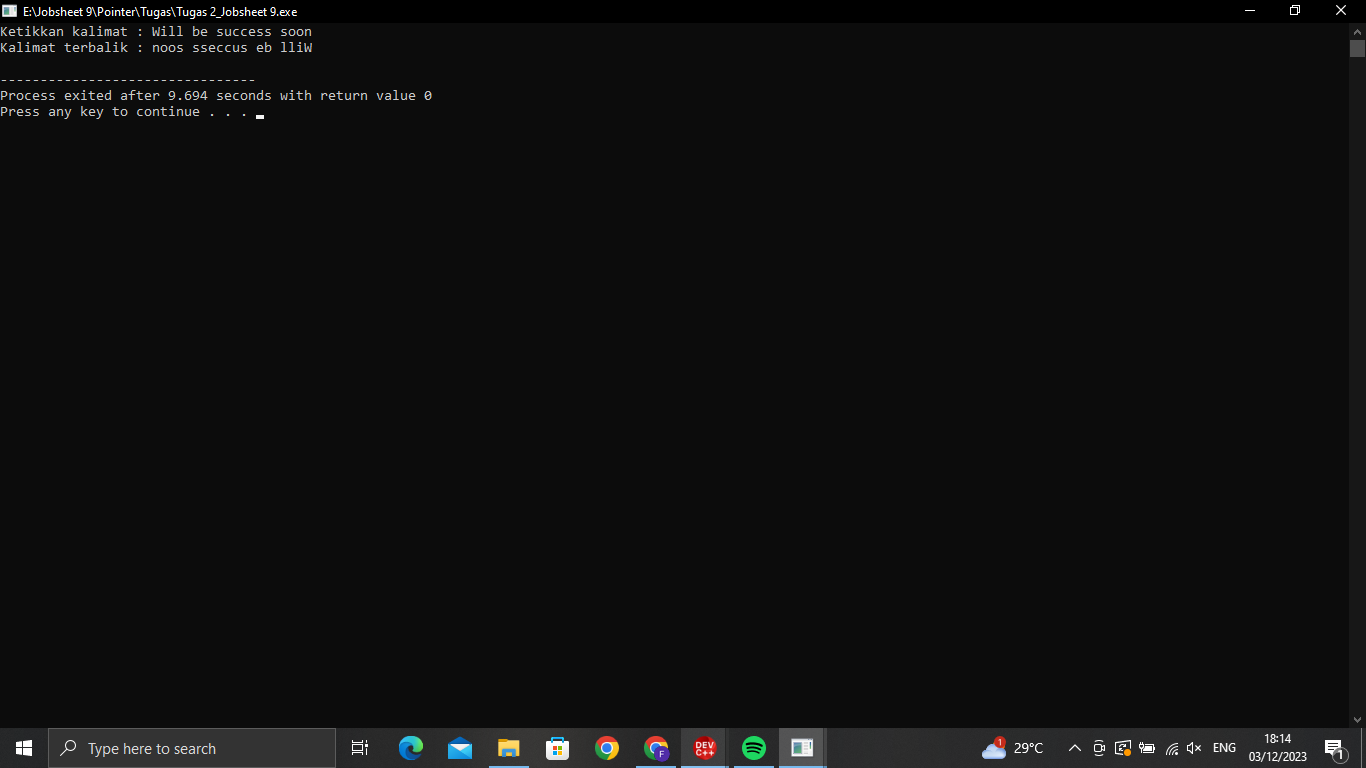 E:\Jobsheet 9\Pointer\Tugas\Tugas 2_Jobsheet 9.exe
Ketikkan kalimat : Will be success soon
Kalimat terbalik : noos sseccus eb lliW
--------------------------------
Process exited after 9.694 seconds with return value 0
Press any key to continue . . .
Type here to search
DEV C++
F
1
29°C
ENG
18:14
03/12/2023
1